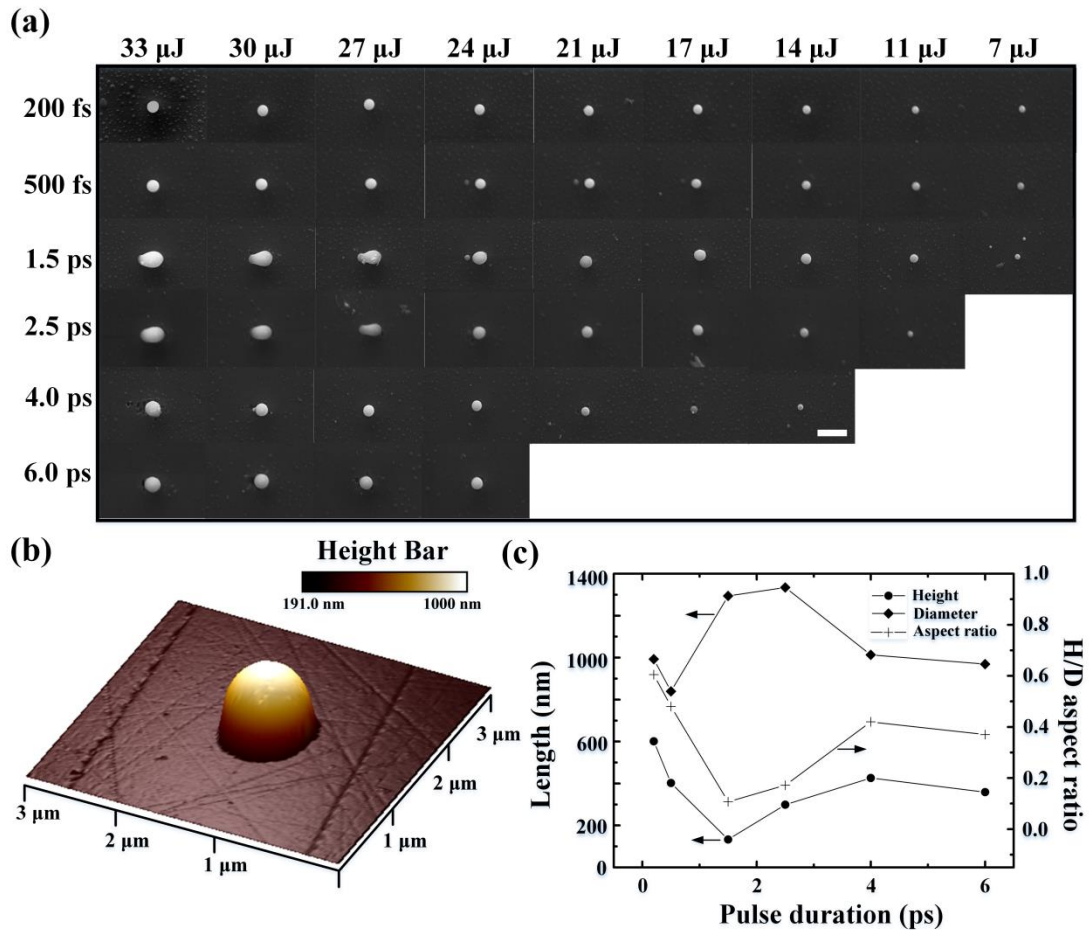 (a)
33 μJ 30 μJ 27 μJ 24 μJ 21 μJ 17 μJ 14 μJ 11 μJ 7 μJ
200 fs
500 fs
1.5 ps
2.5 ps
4.0 ps
6.0 ps
(b)
Height Bar
191.0 nm 1000 nm
3 μm
2 μm
1 μm
3 μm
2 μm
1 μm
(c)
1400
1000
800
600
400
200
0
Length (nm)
Height
Diameter
Aspect ratio
1.0
0.8
0.6
0.4
0.2
0.0
H/D aspect ratio
0 2 4 6
Pulse duration (ps)